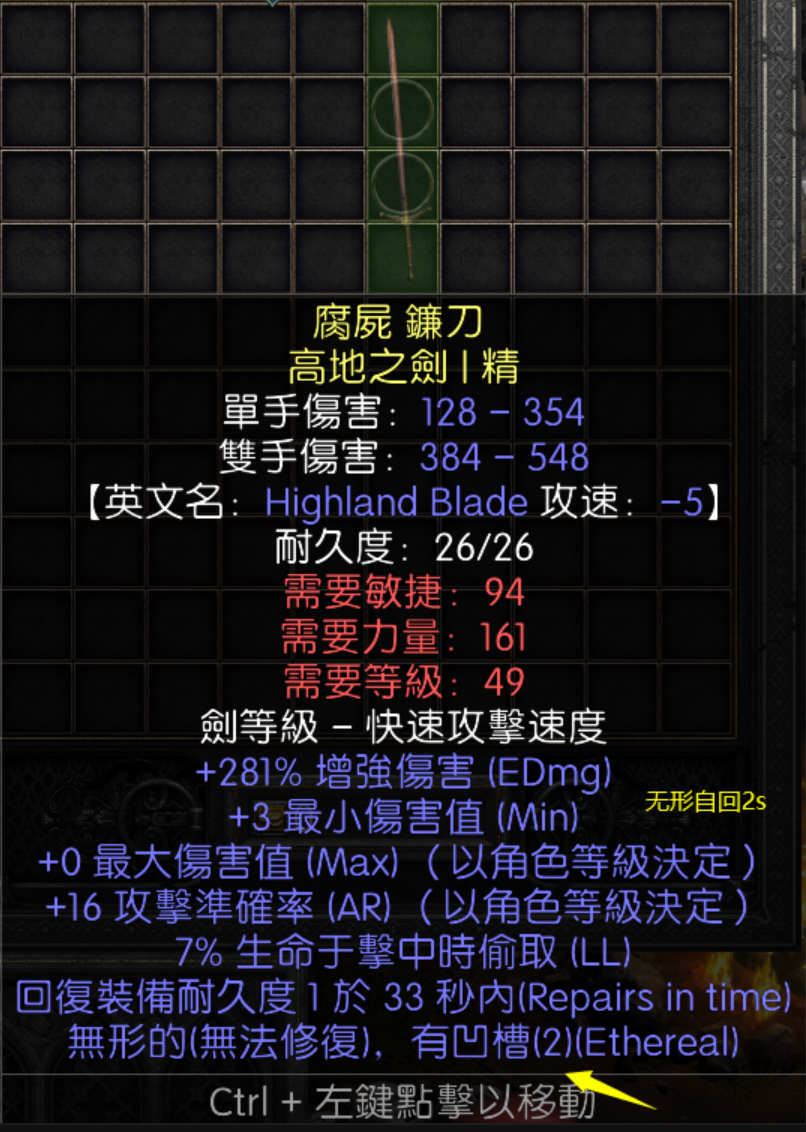 腐屍 鐮刀
高地之劍 | 精
單手傷害: 128 - 354
雙手傷害: 384 - 548
【英文名: Highland Blade 攻速: -5】
耐久度: 26/26
需要敏捷: 94
需要力量: 161
需要等級: 49
劍等級 - 快速攻擊速度
+281% 增強傷害 (EDmg)
无形自回2s
+3 最小傷害值 (Min)
+0 最大傷害值 (Max) (以角色等級決定)
+16 攻擊準確率 (AR) (以角色等級決定)
7% 生命于擊中時偷取 (LL)
回復裝備耐久度 1 於 33 秒內(Repairs in time)
無形的(無法修復), 有凹槽(2)(Ethereal)
Ctrl + 左鍵點擊以移動